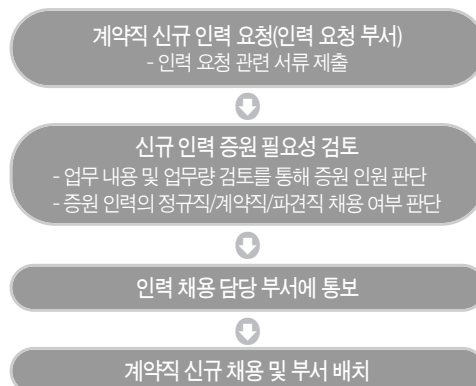 계약직 신규 인력 요청(인력 요청 부서)
- 인력 요청 관련 서류 제출
신규 인력 증원 필요성 검토
- 업무 내용 및 업무량 검토를 통해 증원 인원 판단
- 증원 인력의 정규직/계약직/파견직 채용 여부 판단
인력 채용 담당 부서에 통보
계약직 신규 채용 및 부서 배치